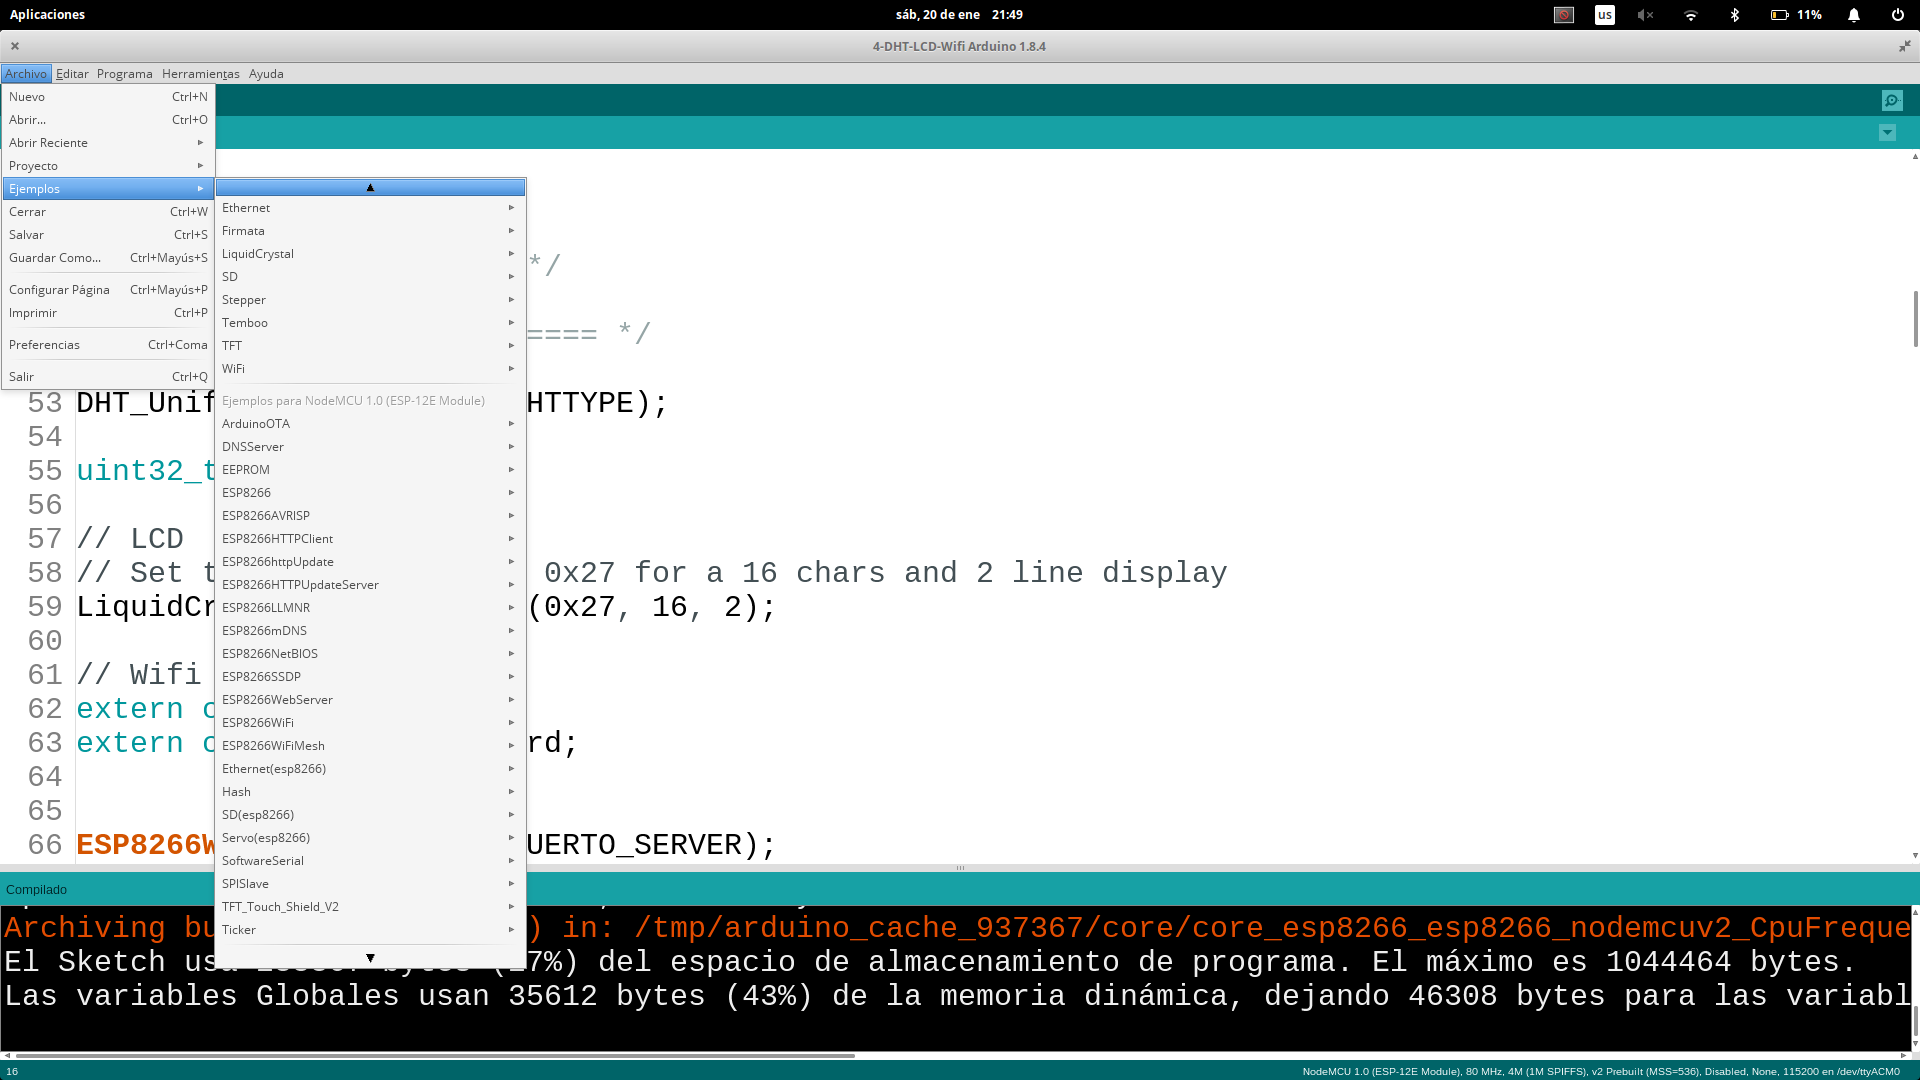 Aplicaciones
sáb, 20 de ene 21:49
us
11%
4-DHT-LCD-Wifi Arduino 1.8.4
Archivo Editar Programa Herramientas Ayuda
Nuevo Ctrl+N
Abrir... Ctrl+O
Abrir Reciente
Proyecto
Ejemplos
Cerrar Ctrl+W
Salvar Ctrl+S
Guardar Como... Ctrl+Mayús+S
Configurar Página Ctrl+Mayús+P
Imprimir Ctrl+P
Preferencias Ctrl+Coma
Salir Ctrl+Q
Ethernet
Firmata
LiquidCrystal
SD
Stepper
Temboo
TFT
WiFi
Ejemplos para NodeMCU 1.0 (ESP-12E Module)
ArduinoOTA
DNSServer
EEPROM
ESP8266
ESP8266AVRISP
ESP8266HTTPClient
ESP8266httpUpdate
ESP8266HTTPUpdateServer
ESP8266LLMNR
ESP8266mDNS
ESP8266NetBIOS
ESP8266SSDP
ESP8266WebServer
ESP8266WiFi
ESP8266WiFiMesh
Ethernet(esp8266)
Hash
SD(esp8266)
Servo(esp8266)
SoftwareSerial
SPISlave
TFT_Touch_Shield_V2
Ticker
*/
==== */
53 DHT_Unif HTTYPE);
54
55 uint32_t
56
57 // LCD
58 // Set t 0x27 for a 16 chars and 2 line display
59 LiquidCr (0x27, 16, 2);
60
61 // Wifi
62 extern c
63 extern c rd;
64
65
66 ESP8266W UERTO_SERVER);
Compilado
Archiving bu ) in: /tmp/arduino_cache_937367/core/core_esp8266_esp8266_nodemcuv2_CpuFreque
El Sketch usa bytes (27%) del espacio de almacenamiento de programa. El máximo es 1044464 bytes.
Las variables Globales usan 35612 bytes (43%) de la memoria dinámica, dejando 46308 bytes para las variabl
16
NodeMCU 1.0 (ESP-12E Module), 80 MHz, 4M (1M SPIFFS), v2 Prebuilt (MSS=536), Disabled, None, 115200 en /dev/ttyACM0